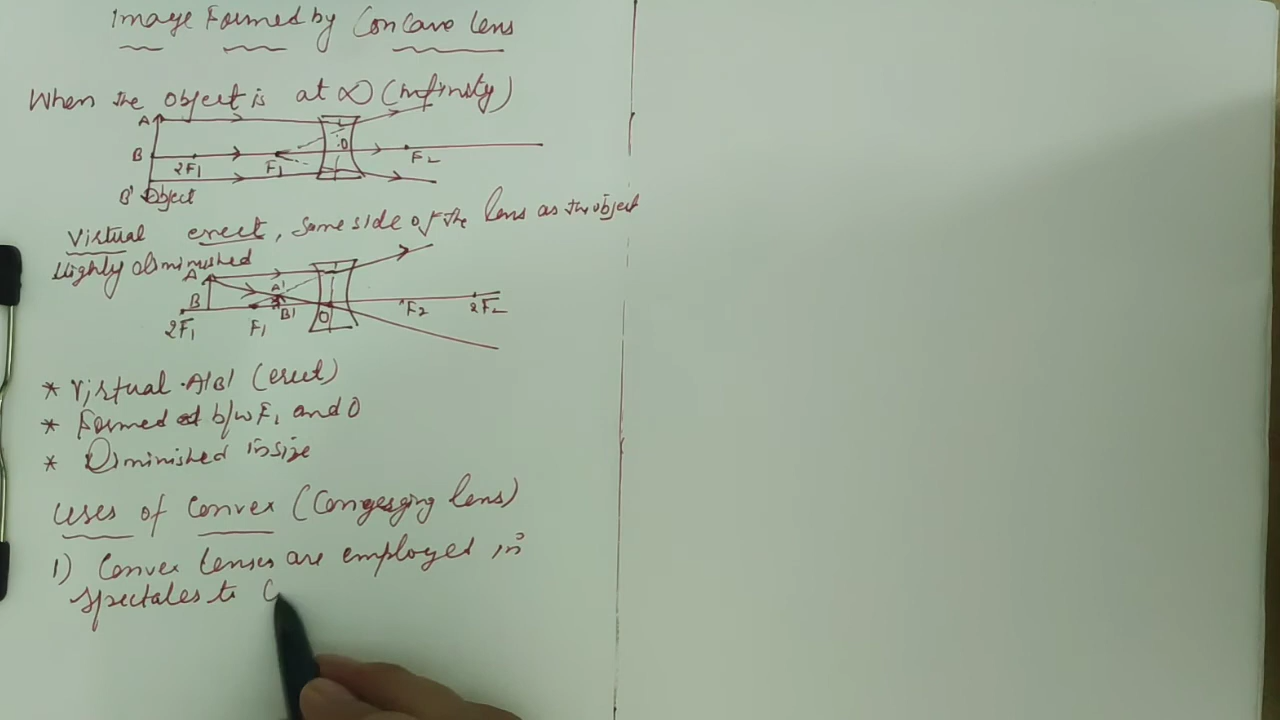 Image Formed by Concave lens
When the object is at ∞ (infinity)
A
B 2F1 F1 O F2
B' Object
Virtual erect, same side of the lens as the object
Highly diminished
A A'
B B' O F2 2F2
2F1 F1
* Virtual A'B' (erect)
* Formed at b/w F1 and O
* Diminished in size
Uses of Convex (Converging lens)
1) Convex lenses are employed in
spectales to C